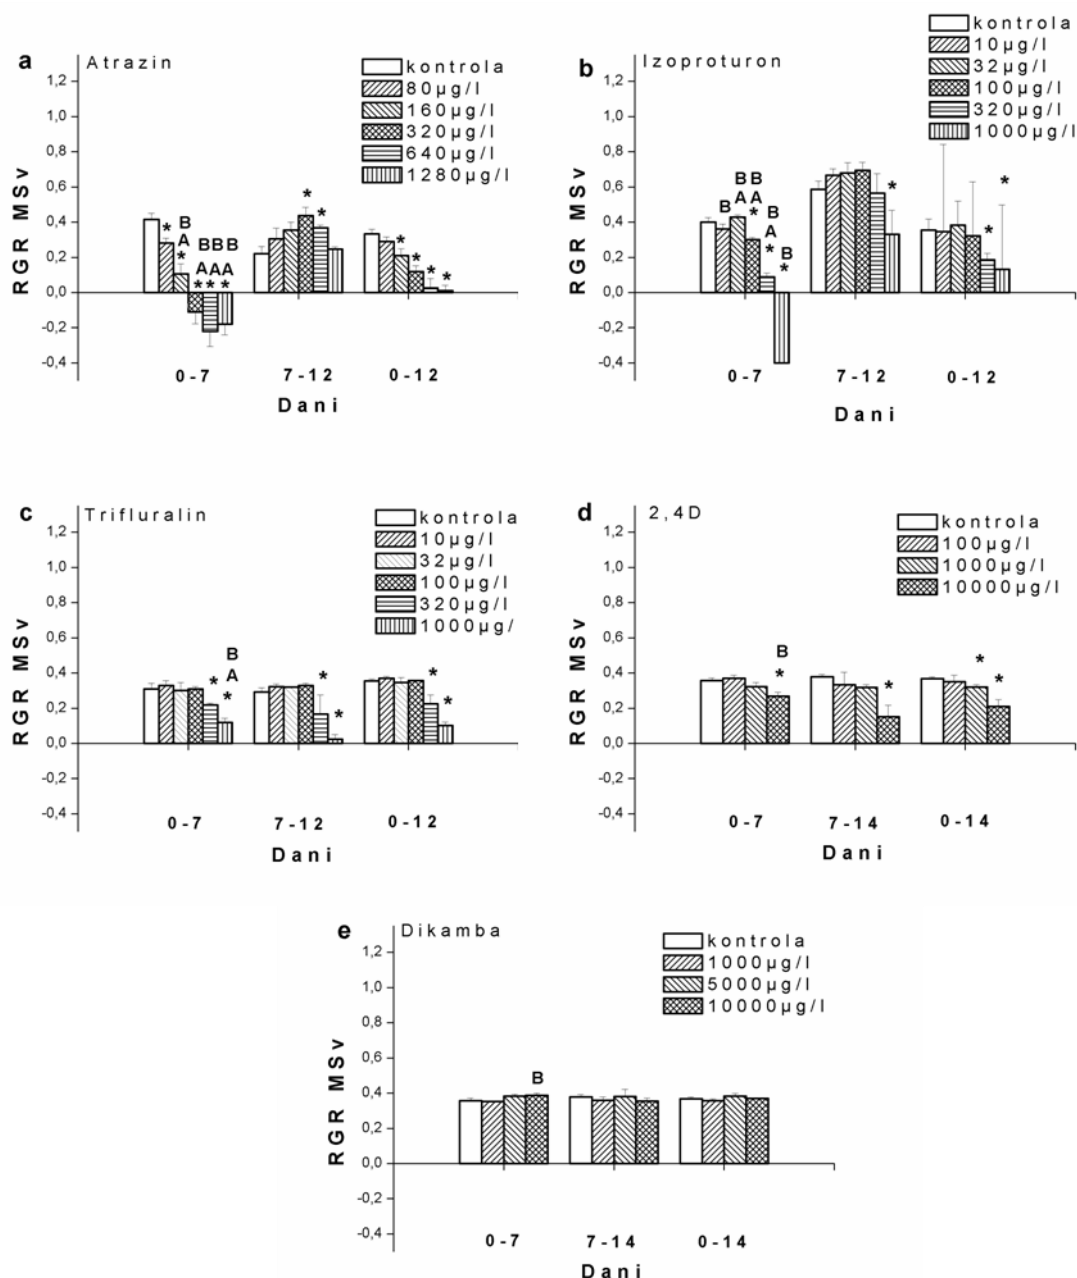 a
Atrazin
kontrola
80µg/l
160µg/l
320µg/l
640µg/l
1280µg/l
RGR MSv
1,2
1,0
0,8
0,6
0,4
0,2
0,0
-0,2
-0,4
*
B
A
*
B B B
A A A
* * *
* *
* * * *
0-7
7-12
0-12
Dani
b
Izoproturon
kontrola
10µg/l
32µg/l
100µg/l
320µg/l
1000µg/l
RGR MSv
1,2
1,0
0,8
0,6
0,4
0,2
0,0
-0,2
-0,4
B
B B
A A
*
B
A
*
B
*
*
* *
0-7
7-12
0-12
Dani
c
Trifluralin
kontrola
10µg/l
32µg/l
100µg/l
320µg/l
1000µg/
RGR MSv
1,2
1,0
0,8
0,6
0,4
0,2
0,0
-0,2
-0,4
*
B
A
*
* *
* *
0-7
7-12
0-12
Dani
d
2,4D
kontrola
100µg/l
1000µg/l
10000µg/l
RGR MSv
1,2
1,0
0,8
0,6
0,4
0,2
0,0
-0,2
-0,4
B
*
*
* *
0-7
7-14
0-14
Dani
e
Dikamba
kontrola
1000µg/l
5000µg/l
10000µg/l
RGR MSv
1,2
1,0
0,8
0,6
0,4
0,2
0,0
-0,2
-0,4
B
0-7
7-14
0-14
Dani